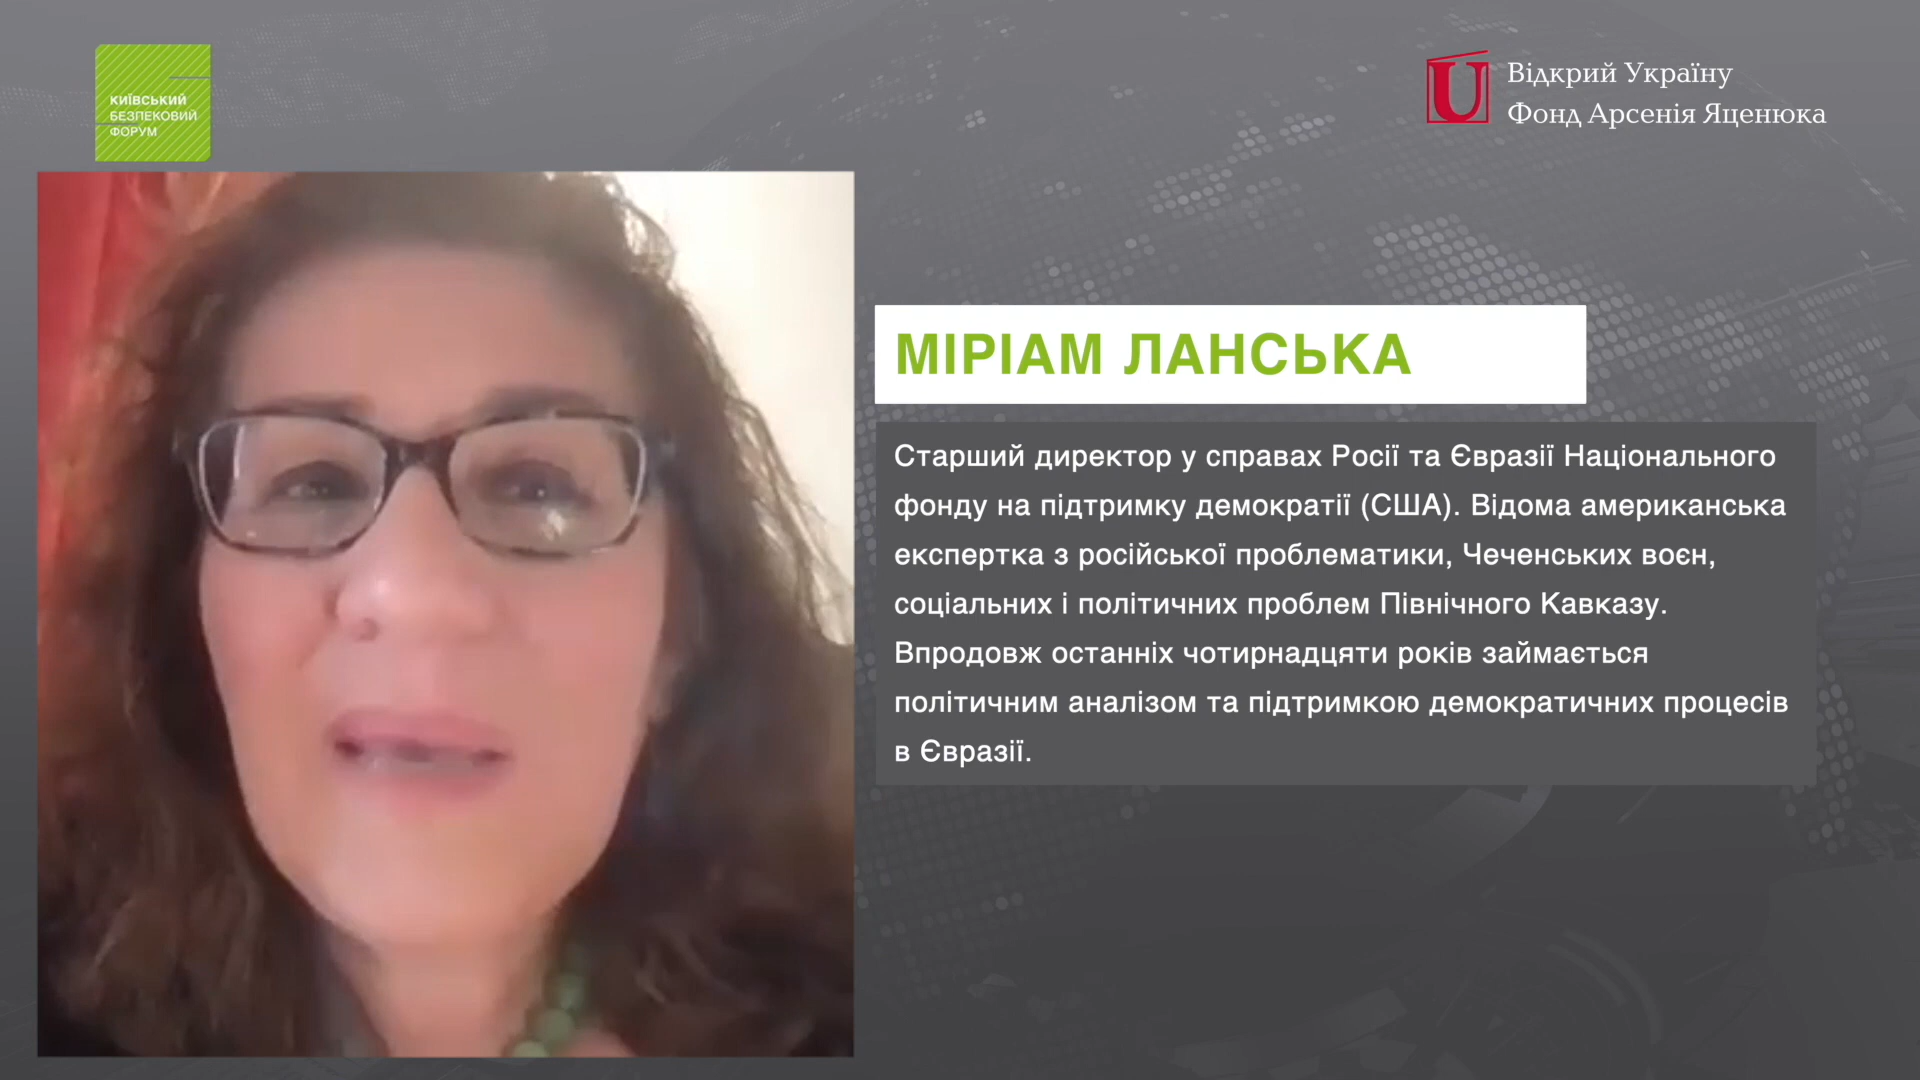 КИЇВСЬКИЙ
БЕЗПЕКОВИЙ
ФОРУМ
Відкрий Україну
Фонд Арсенія Яценюка
МІРІАМ ЛАНСЬКА
Старший директор у справах Росії та Євразії Національного
фонду на підтримку демократії (США). Відома американська
експертка з російської проблематики, Чеченських воєн,
соціальних і політичних проблем Північного Кавказу.
Впродовж останніх чотирнадцяти років займається
політичним аналізом та підтримкою демократичних процесів
в Євразії.